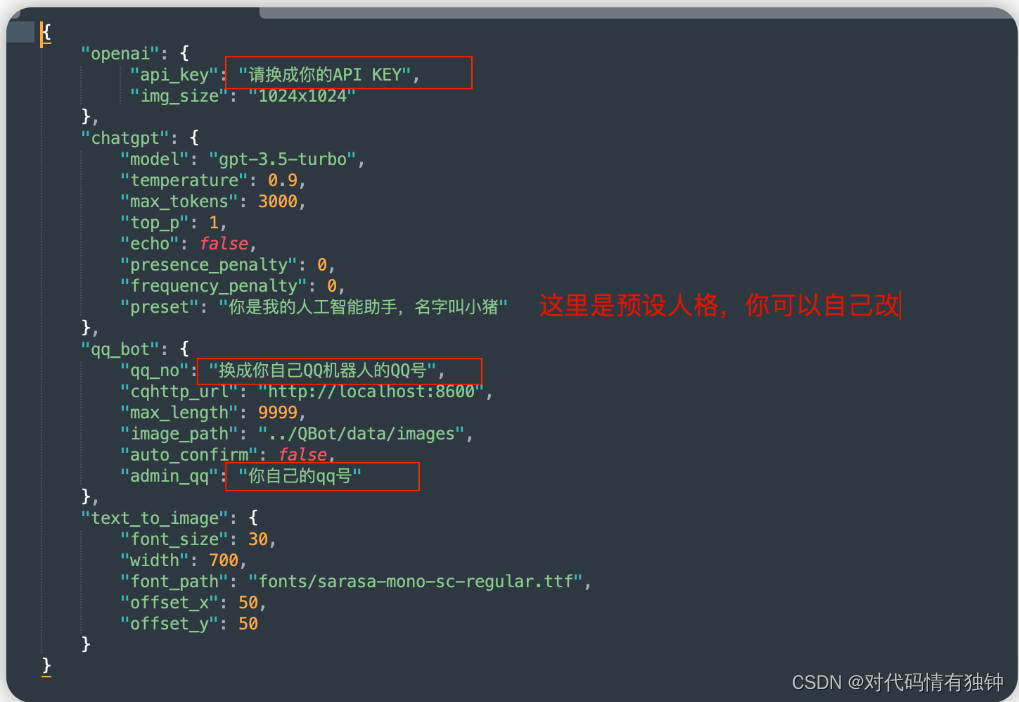 {
"openai": {
"api_key": "请换成你的API KEY",
"img_size": "1024x1024"
},
"chatgpt": {
"model": "gpt-3.5-turbo",
"temperature": 0.9,
"max_tokens": 3000,
"top_p": 1,
"echo": false,
"presence_penalty": 0,
"frequency_penalty": 0,
"preset": "你是我的人工智能助手，名字叫小猪" 这里是预设人格，你可以自己改
},
"qq_bot": {
"qq_no": "换成你自己QQ机器人的QQ号",
"cqhttp_url": "http://localhost:8600",
"max_length": 9999,
"image_path": "../QBot/data/images",
"auto_confirm": false,
"admin_qq": "你自己的qq号"
},
"text_to_image": {
"font_size": 30,
"width": 700,
"font_path": "fonts/sarasa-mono-sc-regular.ttf",
"offset_x": 50,
"offset_y": 50
}
}
CSDN @对代码情有独钟